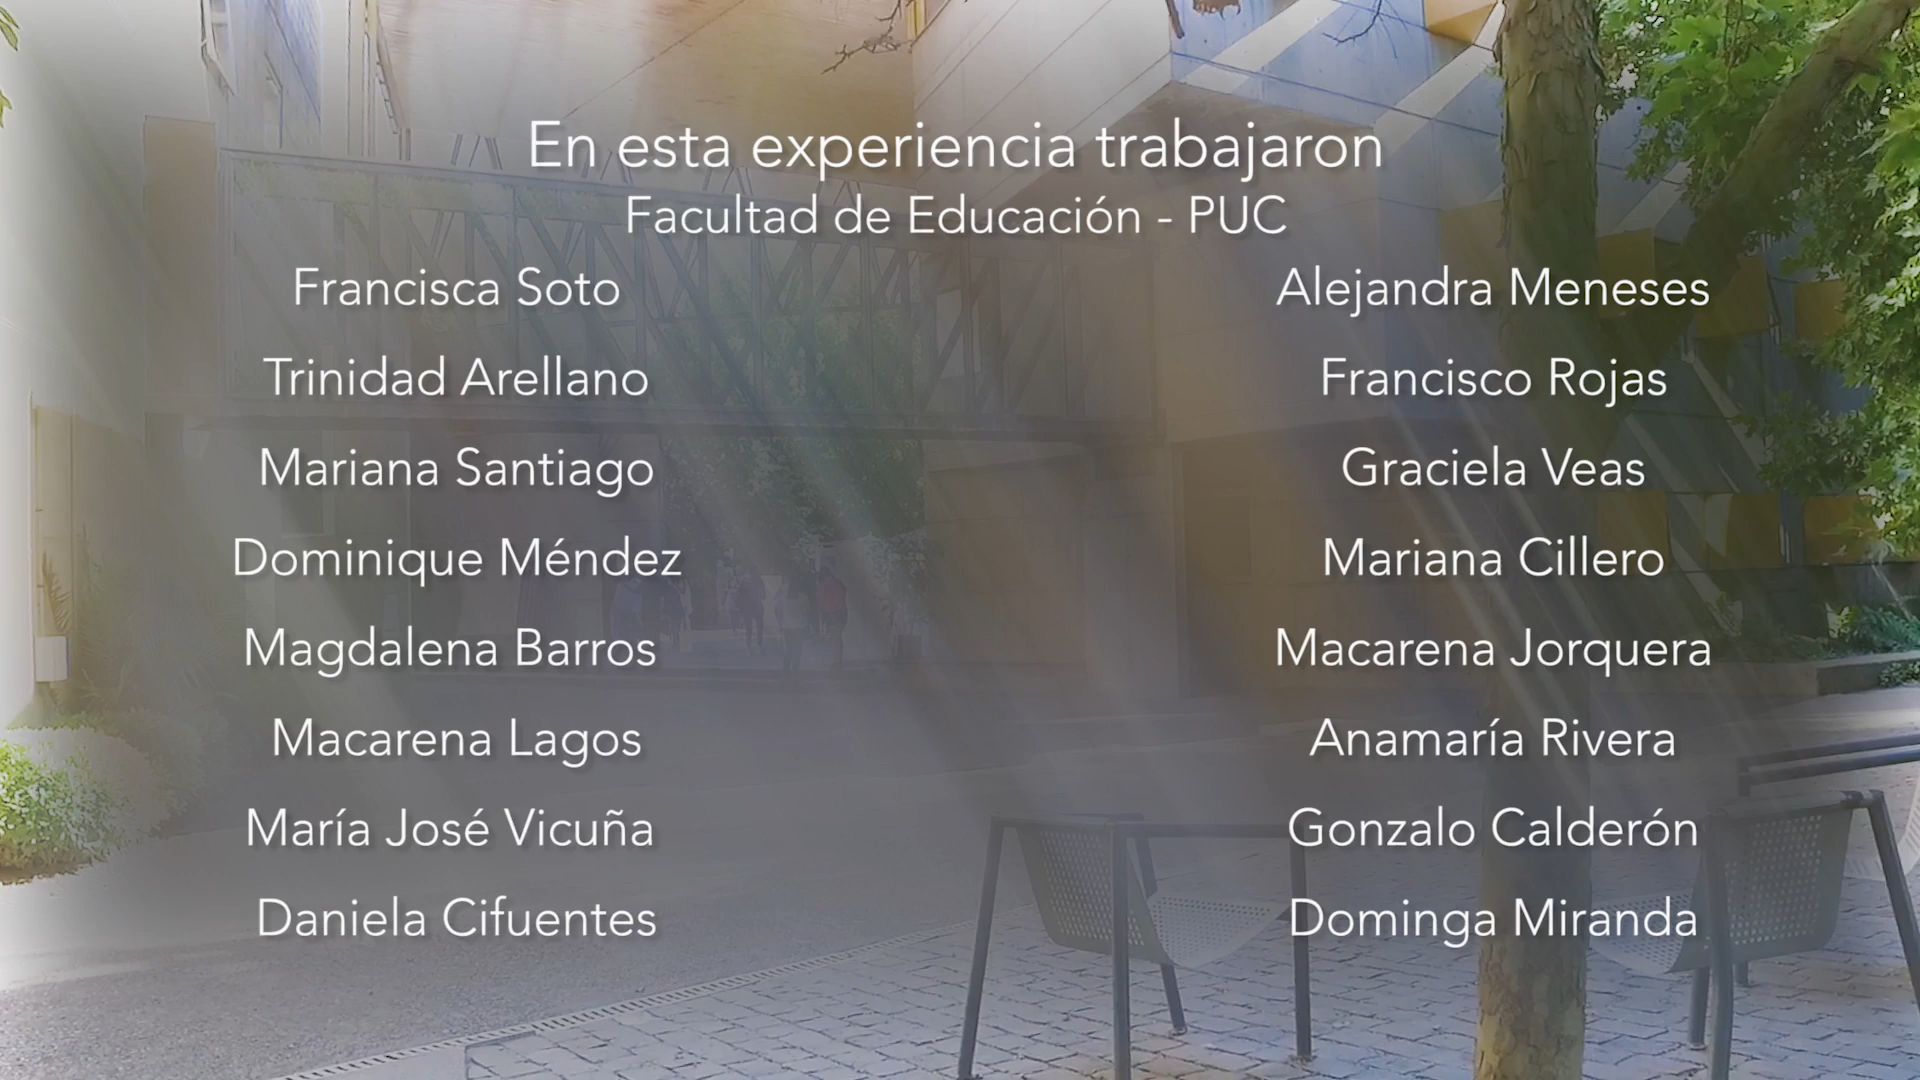 En esta experiencia trabajaron
Facultad de Educación - PUC
Francisca Soto
Trinidad Arellano
Mariana Santiago
Dominique Méndez
Magdalena Barros
Macarena Lagos
María José Vicuña
Daniela Cifuentes
Alejandra Meneses
Francisco Rojas
Graciela Veas
Mariana Cillero
Macarena Jorquera
Anamaría Rivera
Gonzalo Calderón
Dominga Miranda